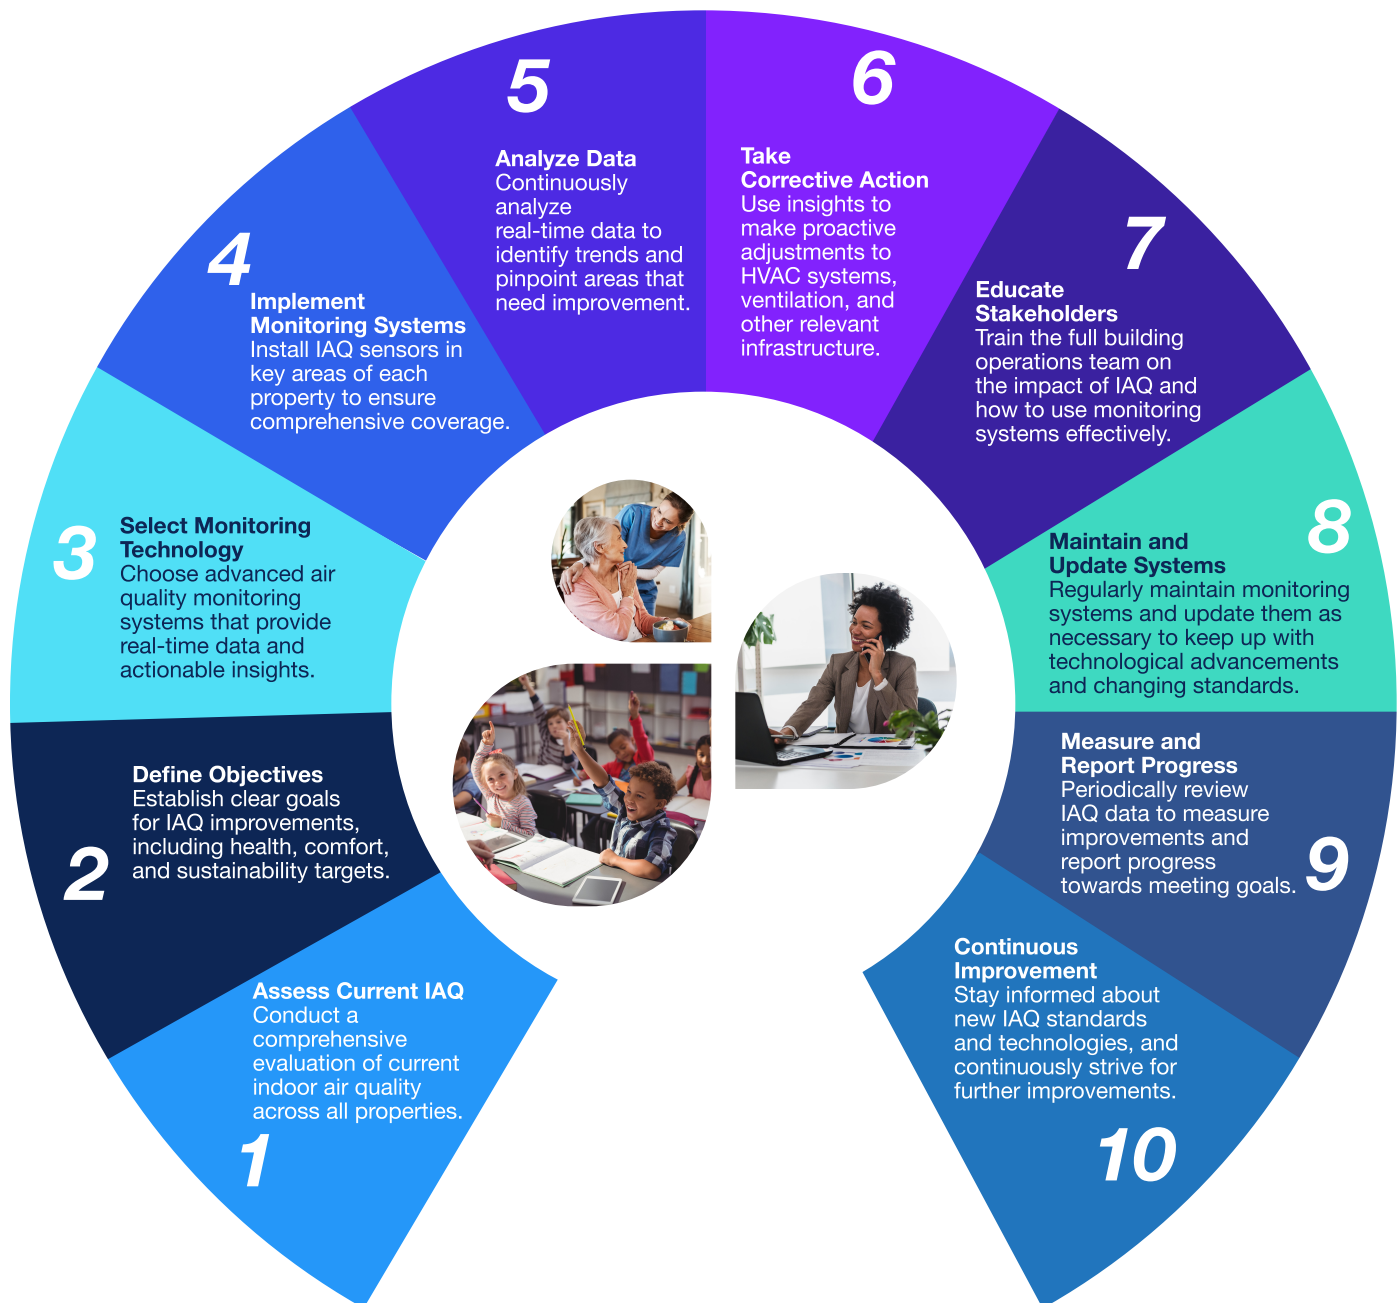 1
Assess Current IAQ
Conduct a
comprehensive
evaluation of current
indoor air quality
across all properties.
2
Define Objectives
Establish clear goals
for IAQ improvements,
including health, comfort,
and sustainability targets.
3
Select Monitoring
Technology
Choose advanced air
quality monitoring
systems that provide
real-time data and
actionable insights.
4
Implement
Monitoring Systems
Install IAQ sensors in
key areas of each
property to ensure
comprehensive coverage.
5
Analyze Data
Continuously
analyze
real-time data to
identify trends and
pinpoint areas that
need improvement.
6
Take
Corrective Action
Use insights to
make proactive
adjustments to
HVAC systems,
ventilation, and
other relevant
infrastructure.
7
Educate
Stakeholders
Train the full building
operations team on
the impact of IAQ and
how to use monitoring
systems effectively.
8
Maintain and
Update Systems
Regularly maintain monitoring
systems and update them as
necessary to keep up with
technological advancements
and changing standards.
9
Measure and
Report Progress
Periodically review
IAQ data to measure
improvements and
report progress
towards meeting goals.
10
Continuous
Improvement
Stay informed about
new IAQ standards
and technologies, and
continuously strive for
further improvements.